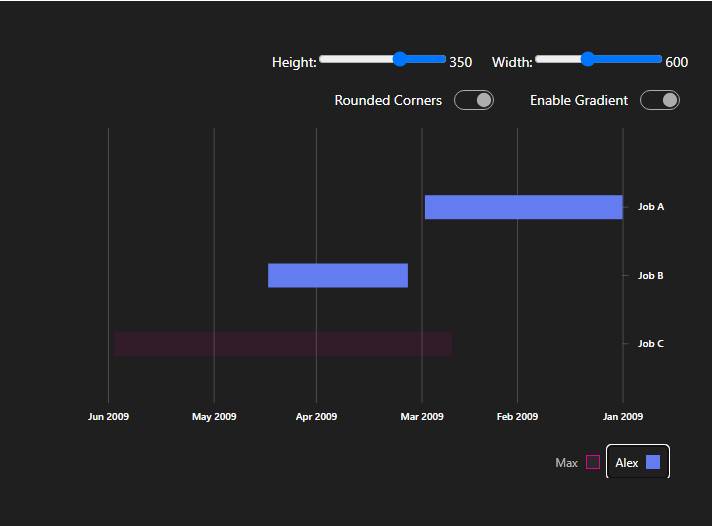 Height: 350 Width: 600
Rounded Corners Enable Gradient
Job A
Job B
Job C
Jun 2009 May 2009 Apr 2009 Mar 2009 Feb 2009 Jan 2009
Max Alex